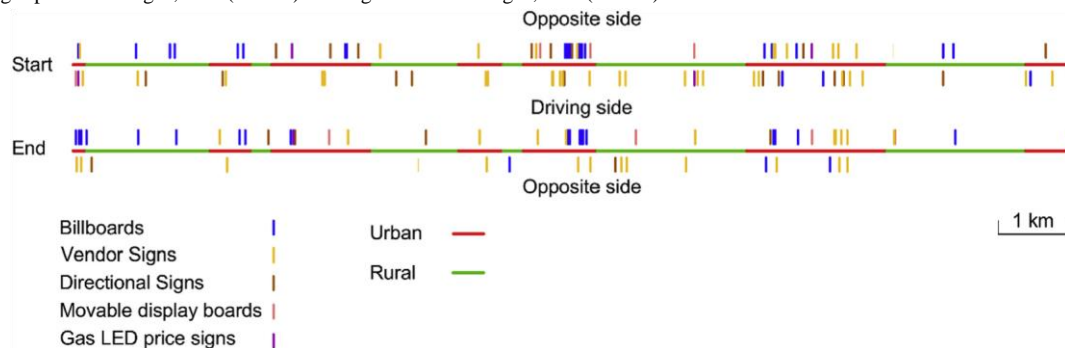 Opposite side
Start
Driving side
End
Opposite side
Billboards
Vendor Signs
Directional Signs
Movable display boards
Gas LED price signs
Urban
Rural
1 km